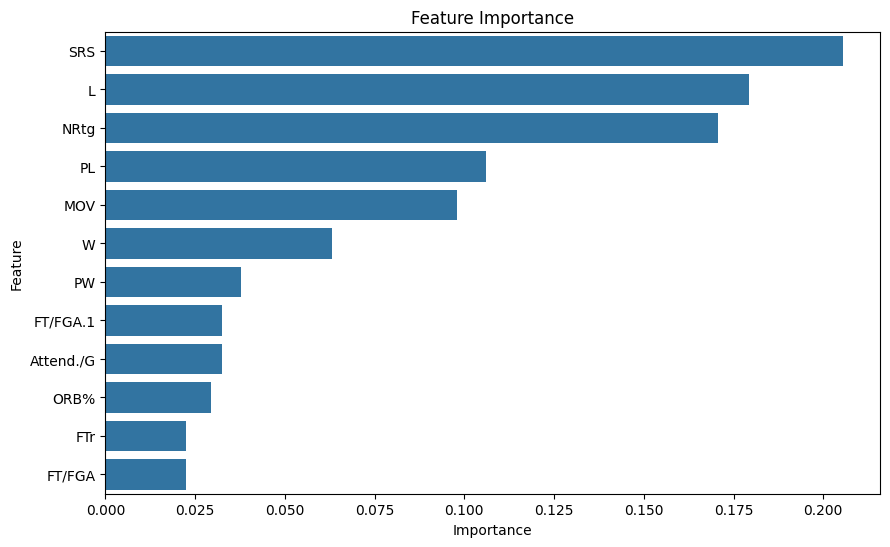 Feature Importance
Feature
SRS
L
NRtg
PL
MOV
W
PW
FT/FGA.1
Attend./G
ORB%
FTr
FT/FGA
0.000 0.025 0.050 0.075 0.100 0.125 0.150 0.175 0.200
Importance